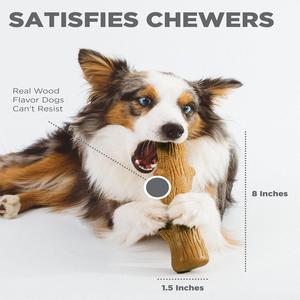 SATISFIES CHEWERS
Real Wood
Flavor Dogs
Can't Resist
8 Inches
1.5 Inches